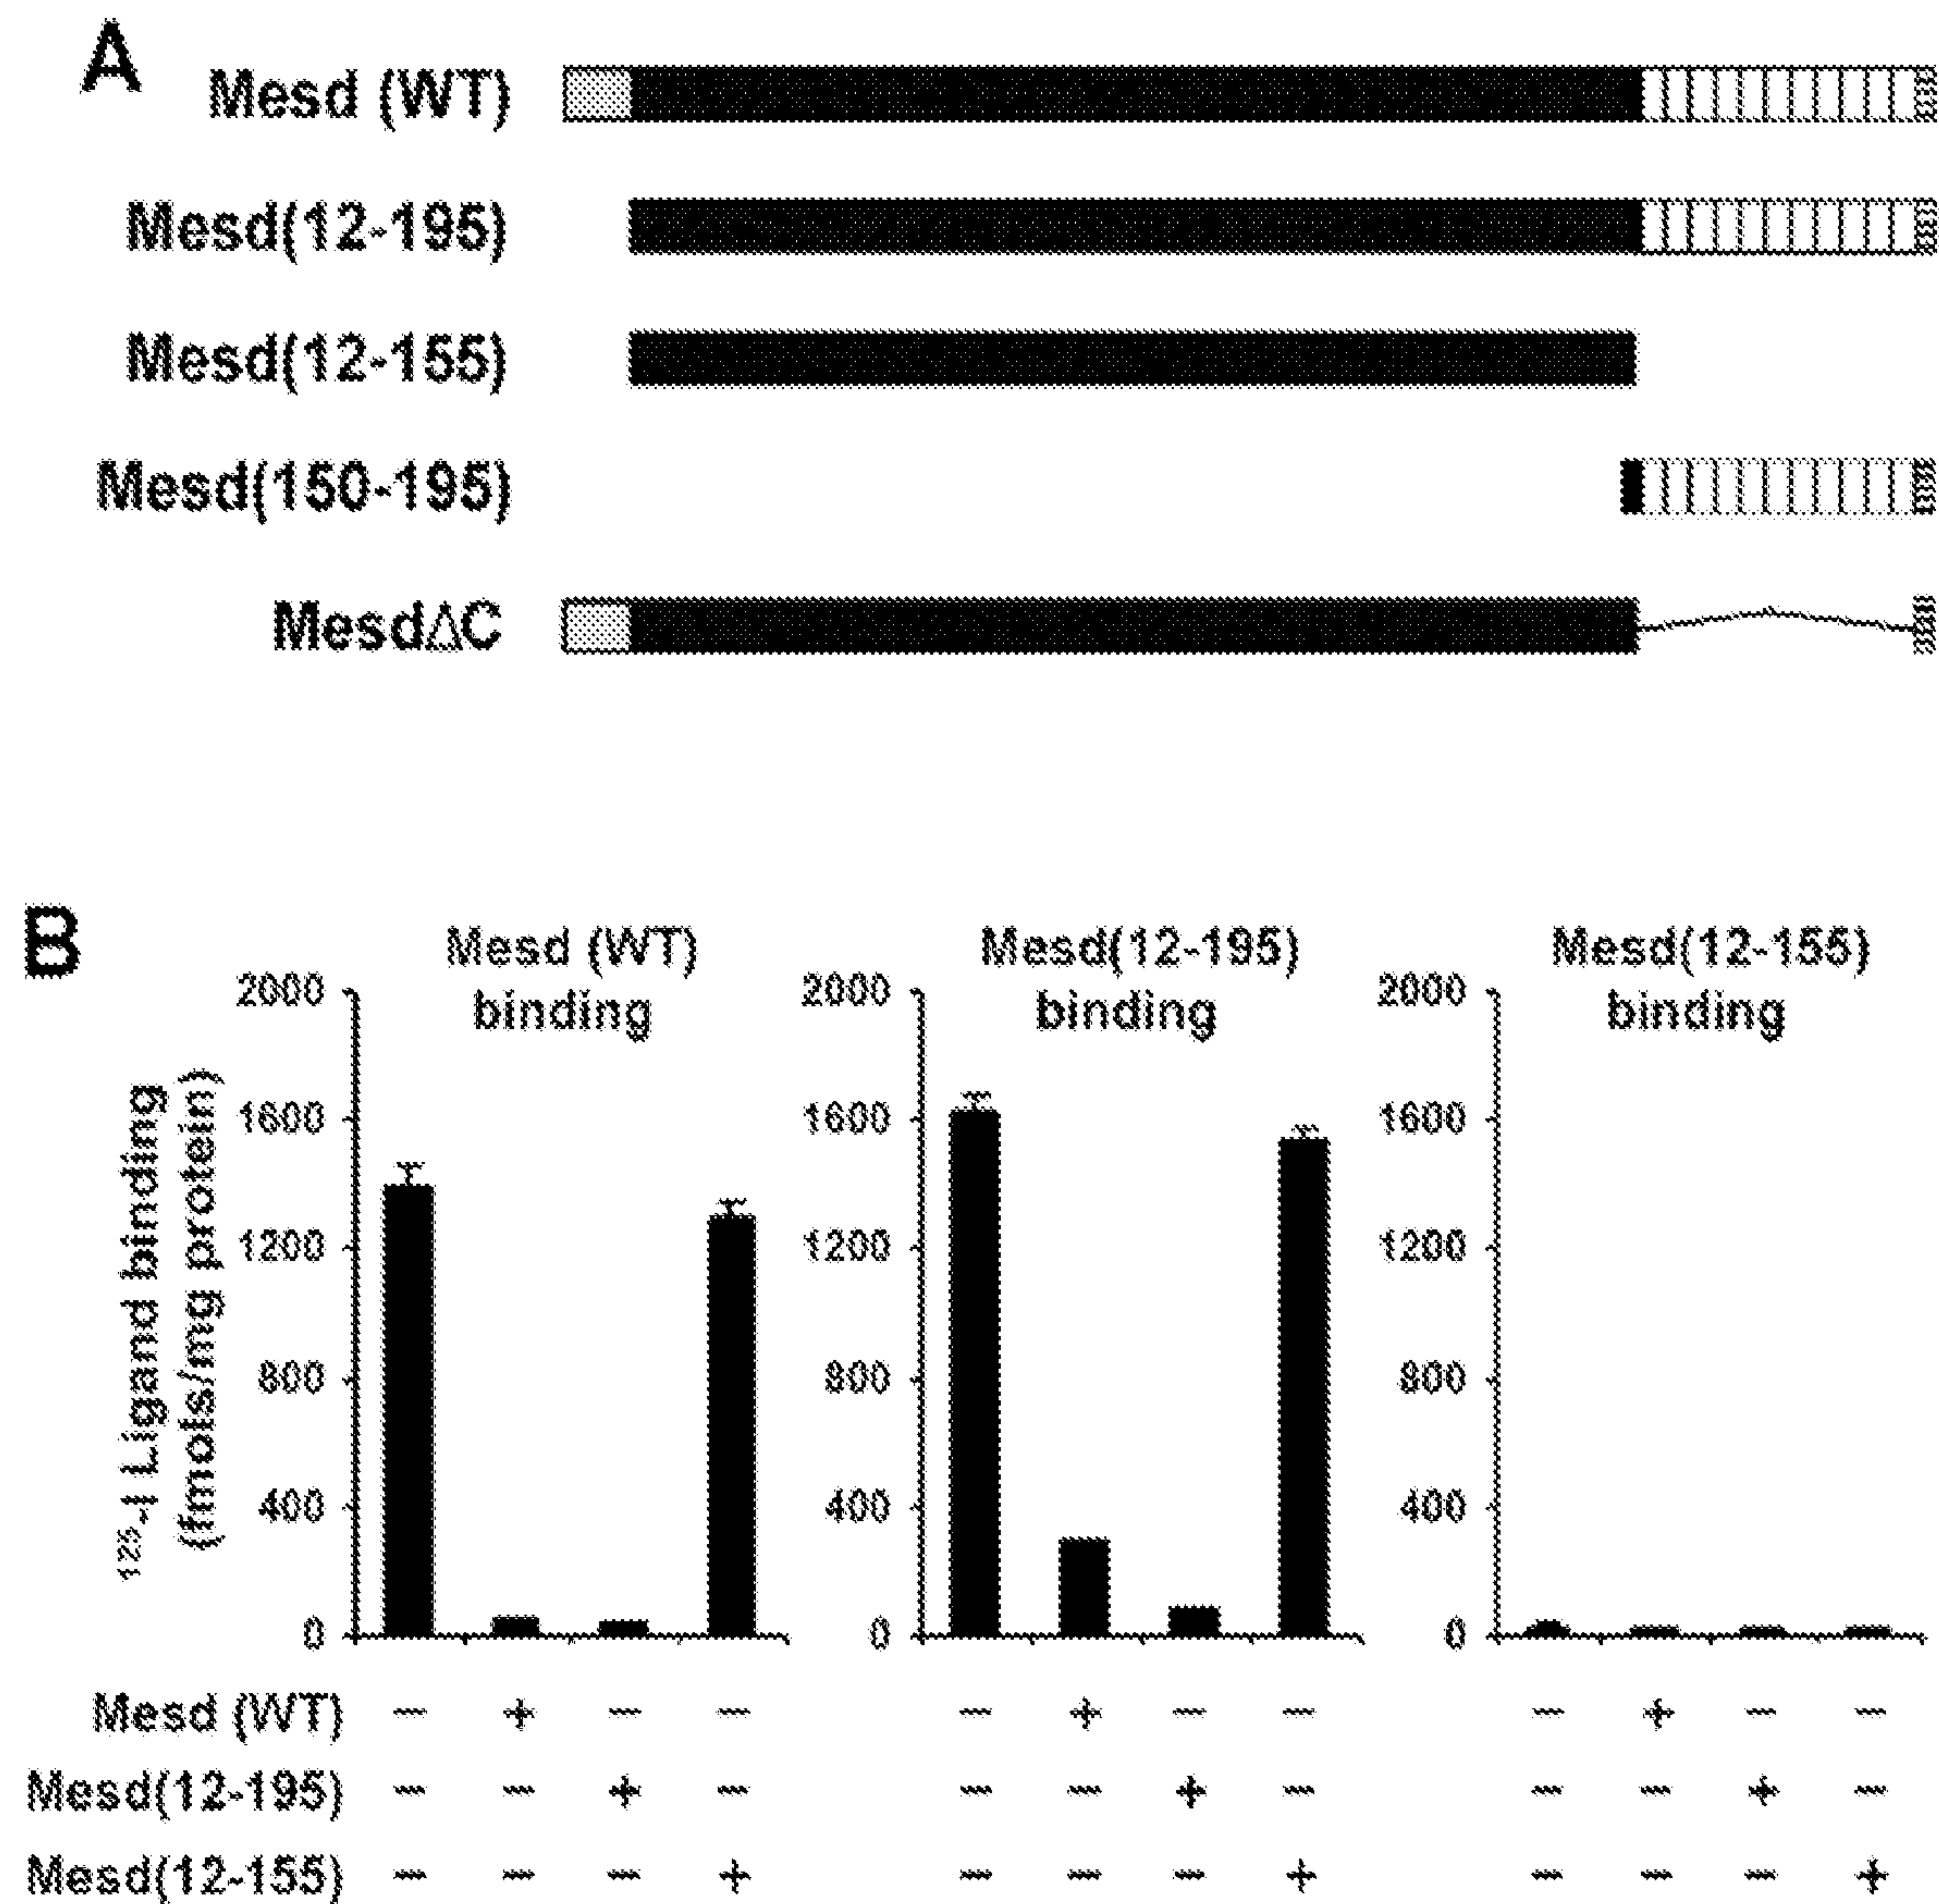 A
Mesd (WT)
Mesd(12-195)
Mesd(12-155)
Mesd(150-195)
MesdΔC
B
Mesd (WT)
binding
Mesd(12-195)
binding
Mesd(12-155)
binding
¹²⁵-I Ligand binding
(fmols/mg protein)
2000
1600
1200
800
400
0
2000
1600
1200
800
400
0
2000
1600
1200
800
400
0
Mesd (WT) − + − − − + − − − + − −
Mesd(12-195) − − + − − − + − − − + −
Mesd(12-155) − − − + − − − + − − − +